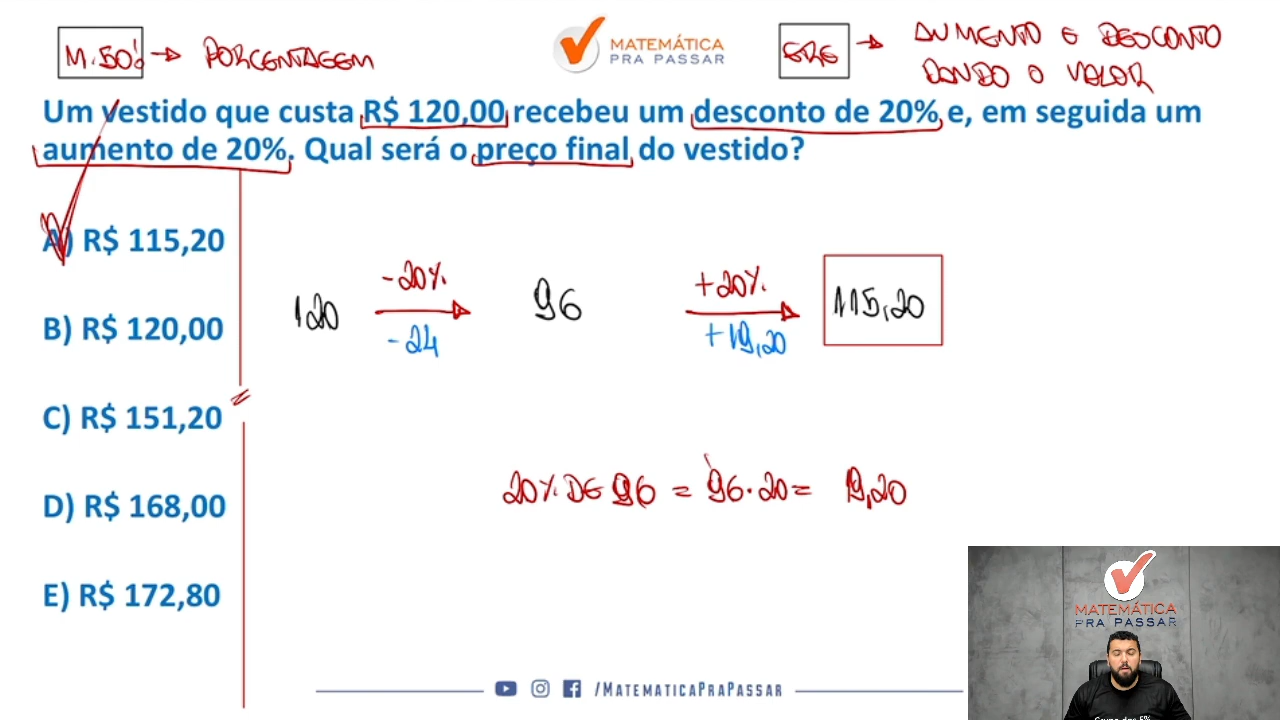 M.50! → PORCENTAGEM
MATEMÁTICA
PRA PASSAR
→ AUMENTO E DESCONTO
DANDO O VALOR
Um vestido que custa R$ 120,00 recebeu um desconto de 20% e, em seguida um
aumento de 20%. Qual será o preço final do vestido?
A) R$ 115,20
B) R$ 120,00
C) R$ 151,20
D) R$ 168,00
E) R$ 172,80
-20% +20%
120 96 115,20
-24 +19,20
20% DE 96 = 96.20 = 19,20
MATEMÁTICA
PRA PASSAR
/MATEMATICAPRAPASSAR